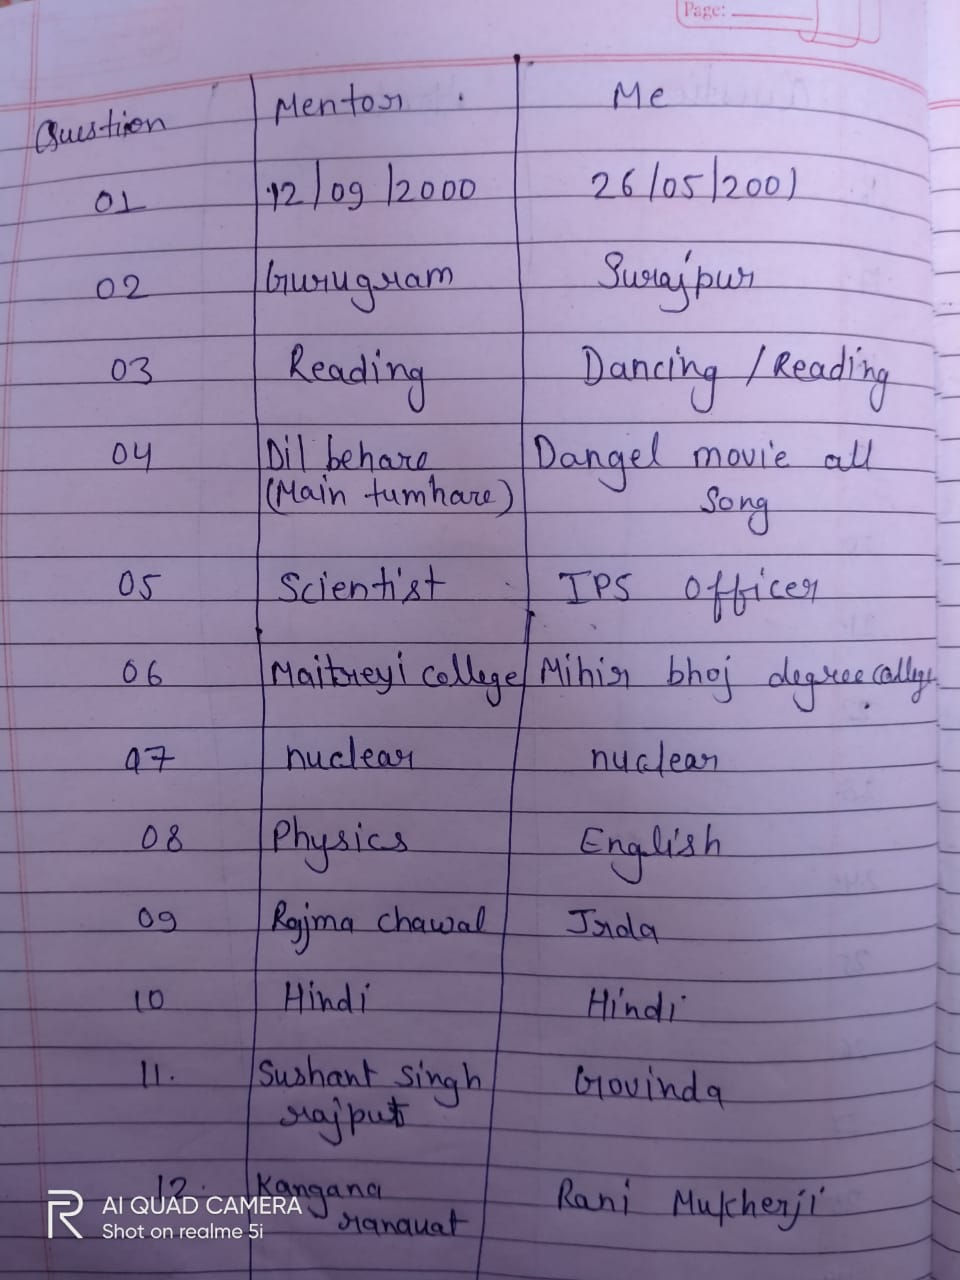 Page:
Question Mentor Me
01 12/09/2000 26/05/2001
02 Gurugram Surajpur
03 Reading Dancing / Reading
04 Dil behare Dangel movie all
(Main tumhare) Song
05 Scientist IPS officer
06 Maitreyi college Mihir bhoj degree college
07 nuclear nuclear
08 Physics English
09 Rajma chawal
10 Hindi Hindi
11. Sushant Singh Govinda
rajput
12. Kangana Rani Mukherji
ranauat
R AI QUAD CAMERA
Shot on realme 5i